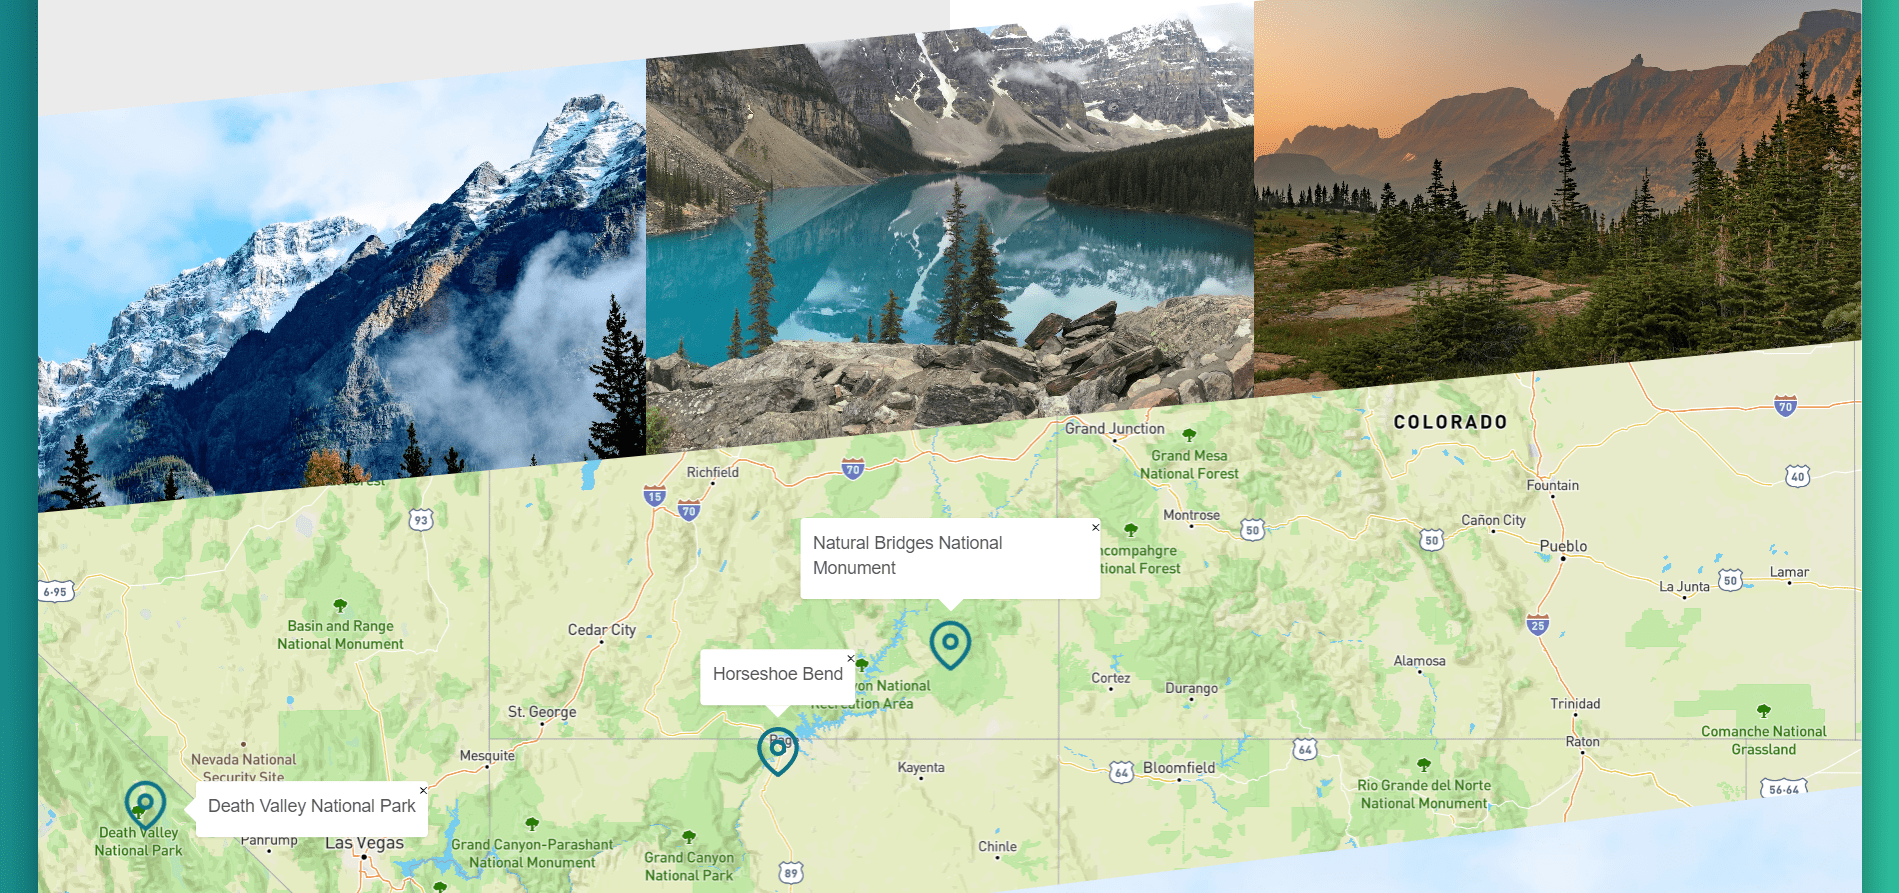 COLORADO
70
Grand Junction
Grand Mesa
National Forest
Richfield
70
15
70
40
Fountain
Forest
93
Montrose
50
Cañon City
50
Pueblo
Natural Bridges National
Monument
×
ncompahgre
tional Forest
6-95
La Junta
50
Lamar
Basin and Range
National Monument
Cedar City
25
Horseshoe Bend
×
yon National
Recreation Area
Alamosa
Cortez
Durango
St. George
Trinidad
Comanche National
Grassland
Page
Raton
Nevada National
Security Site
Mesquite
Kayenta
64
Bloomfield
64
Rio Grande del Norte
National Monument
56-64
Death Valley National Park
×
Death Valley
National Park
Pahrump
Las Vegas
Grand Canyon-Parashant
National Monument
Grand Canyon
National Park
Chinle
89